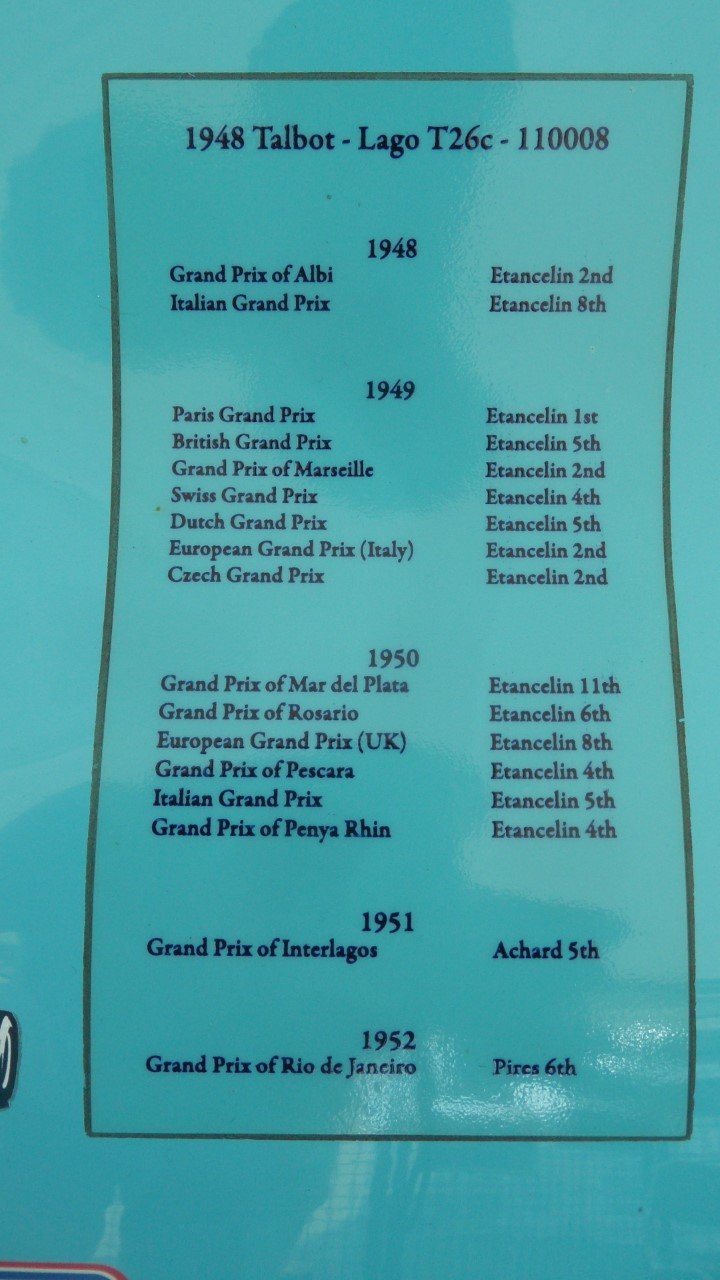 1948 Talbot - Lago T26c - 110008
1948
Grand Prix of Albi Etancelin 2nd
Italian Grand Prix Etancelin 8th
1949
Paris Grand Prix Etancelin 1st
British Grand Prix Etancelin 5th
Grand Prix of Marseille Etancelin 2nd
Swiss Grand Prix Etancelin 4th
Dutch Grand Prix Etancelin 5th
European Grand Prix (Italy) Etancelin 2nd
Czech Grand Prix Etancelin 2nd
1950
Grand Prix of Mar del Plata Etancelin 11th
Grand Prix of Rosario Etancelin 6th
European Grand Prix (UK) Etancelin 8th
Grand Prix of Pescara Etancelin 4th
Italian Grand Prix Etancelin 5th
Grand Prix of Penya Rhin Etancelin 4th
1951
Grand Prix of Interlagos Achard 5th
1952
Grand Prix of Rio de Janeiro Pires 6th